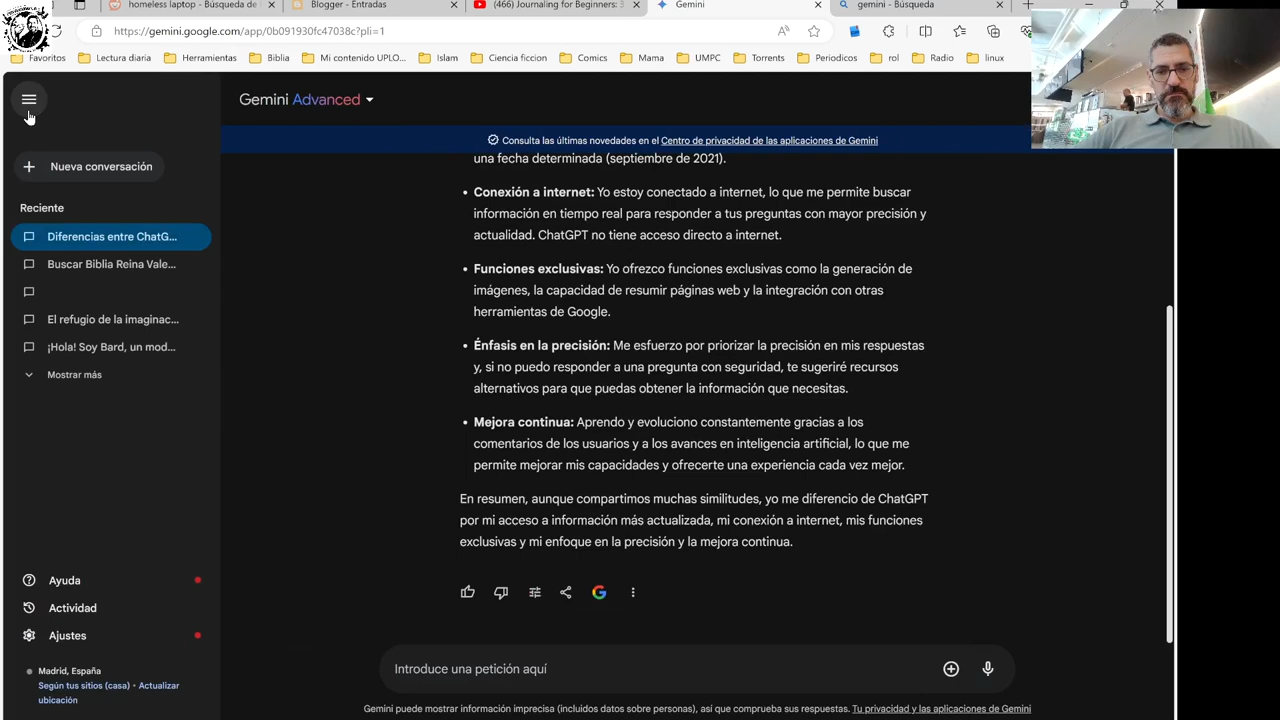 homeless laptop - Búsqueda de
Blogger - Entradas
(466) Journaling for Beginners: 3
Gemini
gemini - Búsqueda
https://gemini.google.com/app/0b091930fc47038c?pli=1
Favoritos
Lectura diaria
Herramientas
Biblia
Mi contenido UPLO...
Islam
Ciencia ficcion
Comics
Mama
UMPC
Torrents
Periodicos
rol
Radio
linux
Gemini Advanced
Consulta las últimas novedades en el Centro de privacidad de las aplicaciones de Gemini
Nueva conversación
Reciente
Diferencias entre ChatG...
Buscar Biblia Reina Vale...
El refugio de la imaginac...
¡Hola! Soy Bard, un mod...
Mostrar más
Ayuda
Actividad
Ajustes
Madrid, España
Según tus sitios (casa) • Actualizar
ubicación
una fecha determinada (septiembre de 2021).
• Conexión a internet: Yo estoy conectado a internet, lo que me permite buscar
información en tiempo real para responder a tus preguntas con mayor precisión y
actualidad. ChatGPT no tiene acceso directo a internet.
• Funciones exclusivas: Yo ofrezco funciones exclusivas como la generación de
imágenes, la capacidad de resumir páginas web y la integración con otras
herramientas de Google.
• Énfasis en la precisión: Me esfuerzo por priorizar la precisión en mis respuestas
y, si no puedo responder a una pregunta con seguridad, te sugeriré recursos
alternativos para que puedas obtener la información que necesitas.
• Mejora continua: Aprendo y evoluciono constantemente gracias a los
comentarios de los usuarios y a los avances en inteligencia artificial, lo que me
permite mejorar mis capacidades y ofrecerte una experiencia cada vez mejor.
En resumen, aunque compartimos muchas similitudes, yo me diferencio de ChatGPT
por mi acceso a información más actualizada, mi conexión a internet, mis funciones
exclusivas y mi enfoque en la precisión y la mejora continua.
Introduce una petición aquí
Gemini puede mostrar información imprecisa (incluidos datos sobre personas), así que comprueba sus respuestas. Tu privacidad y las aplicaciones de Gemini